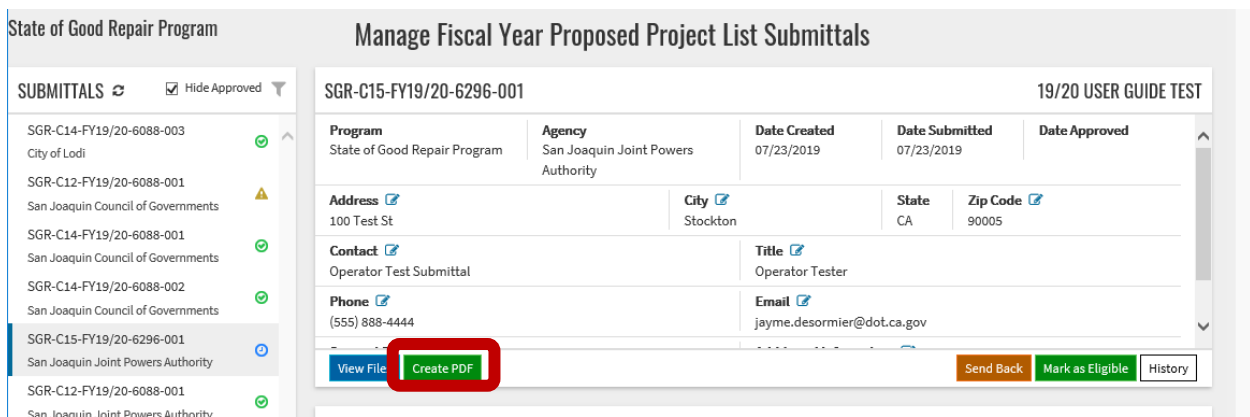 State of Good Repair Program
Manage Fiscal Year Proposed Project List Submittals
SUBMITTALS
Hide Approved
SGR-C14-FY19/20-6088-003
City of Lodi
SGR-C12-FY19/20-6088-001
San Joaquin Council of Governments
SGR-C14-FY19/20-6088-001
San Joaquin Council of Governments
SGR-C14-FY19/20-6088-002
San Joaquin Council of Governments
SGR-C15-FY19/20-6296-001
San Joaquin Joint Powers Authority
SGR-C12-FY19/20-6088-001
San Joaquin Joint Powers Authority
SGR-C15-FY19/20-6296-001 19/20 USER GUIDE TEST
Program Agency Date Created Date Submitted Date Approved
State of Good Repair Program San Joaquin Joint Powers 07/23/2019 07/23/2019
Authority
Address City State Zip Code
100 Test St Stockton CA 90005
Contact Title
Operator Test Submittal Operator Tester
Phone Email
(555) 888-4444 jayme.desormier@dot.ca.gov
View File Create PDF Send Back Mark as Eligible History